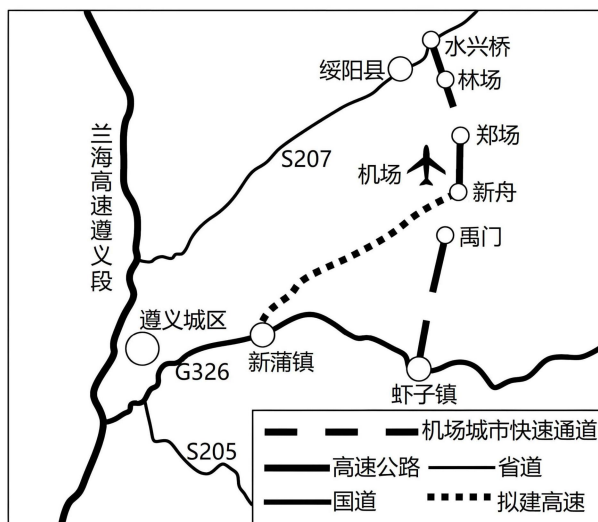 水兴桥
绥阳县
林场
郑场
机场
新舟
禹门
S207
兰海高速遵义段
遵义城区
新蒲镇
G326
虾子镇
S205
机场城市快速通道
高速公路
省道
国道
拟建高速